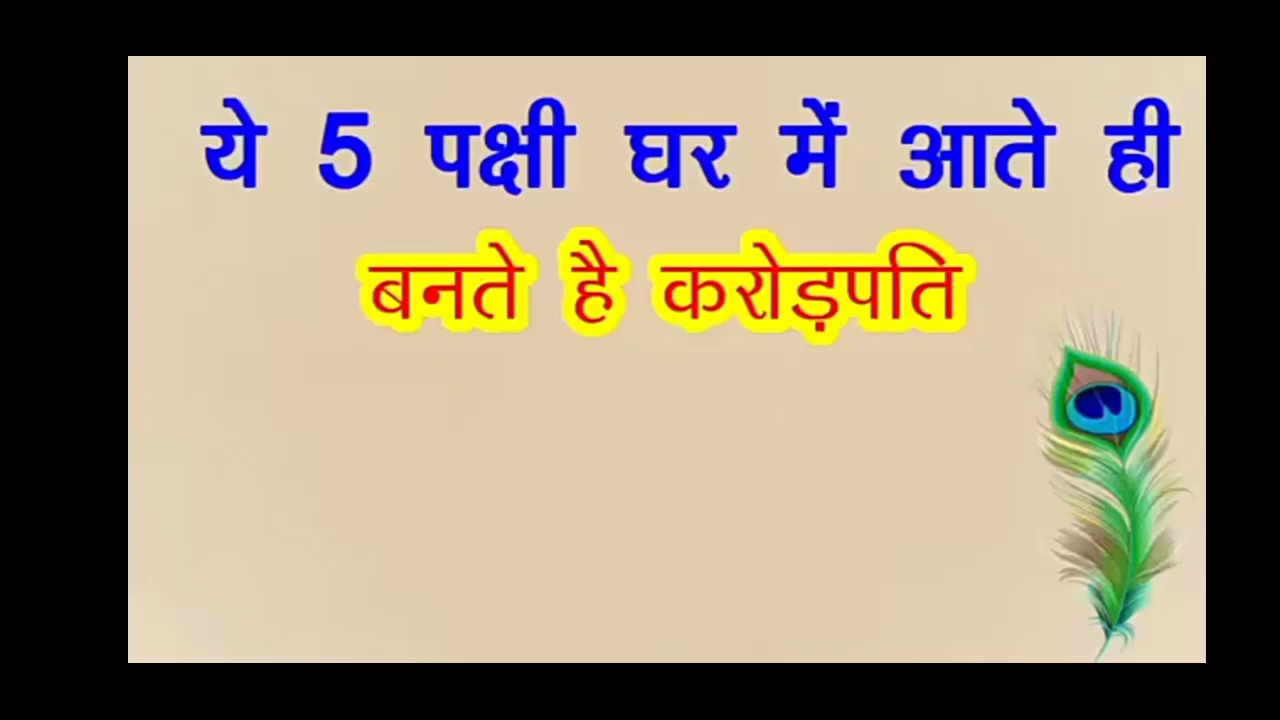 ये 5 पक्षी घर में आते ही
बनते है करोड़पति